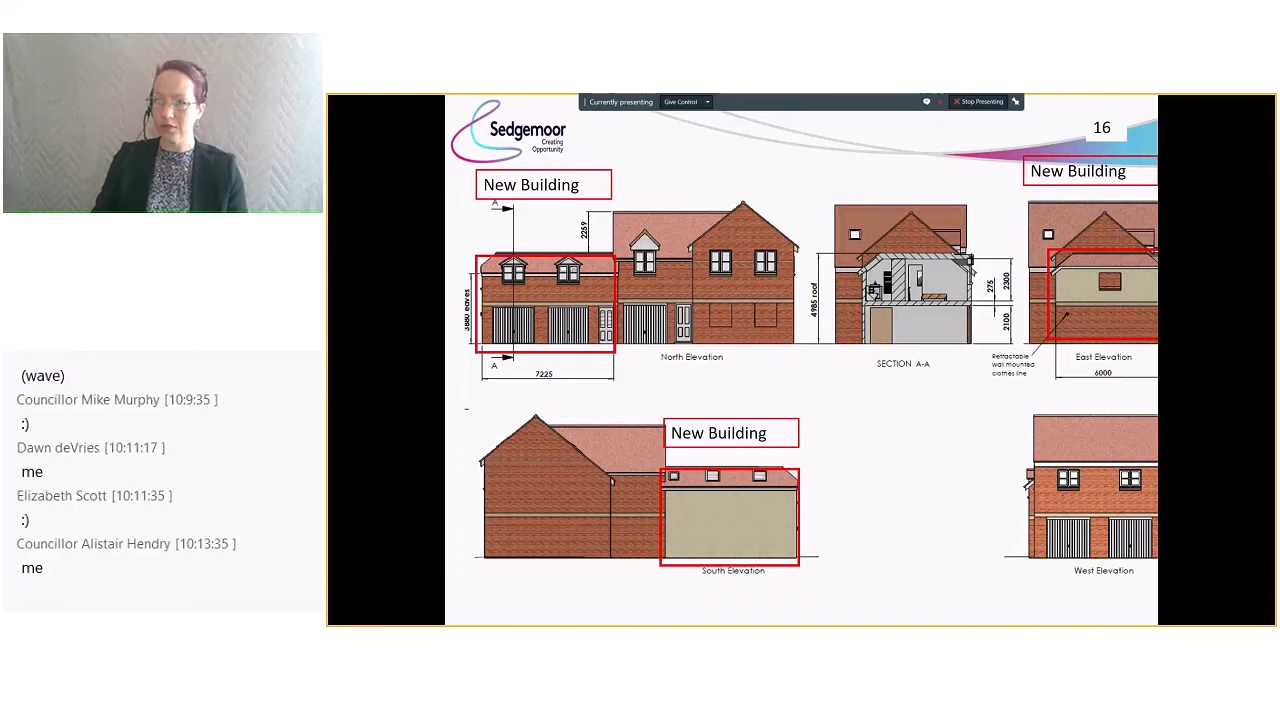 (wave)
Councillor Mike Murphy [10:9:35 ]
:)
Dawn deVries [10:11:17 ]
me
Elizabeth Scott [10:11:35 ]
:)
Councillor Alistair Hendry [10:13:35 ]
me
Currently presenting
Give Control
Stop Presenting
Sedgemoor
Creating
Opportunity
16
New Building
New Building
A
2259
3880 eaves
A
7225
North Elevation
4985 roof
SECTION A-A
275
2300
2100
Retractable
wall mounted
clothes line
East Elevation
6000
New Building
South Elevation
West Elevation